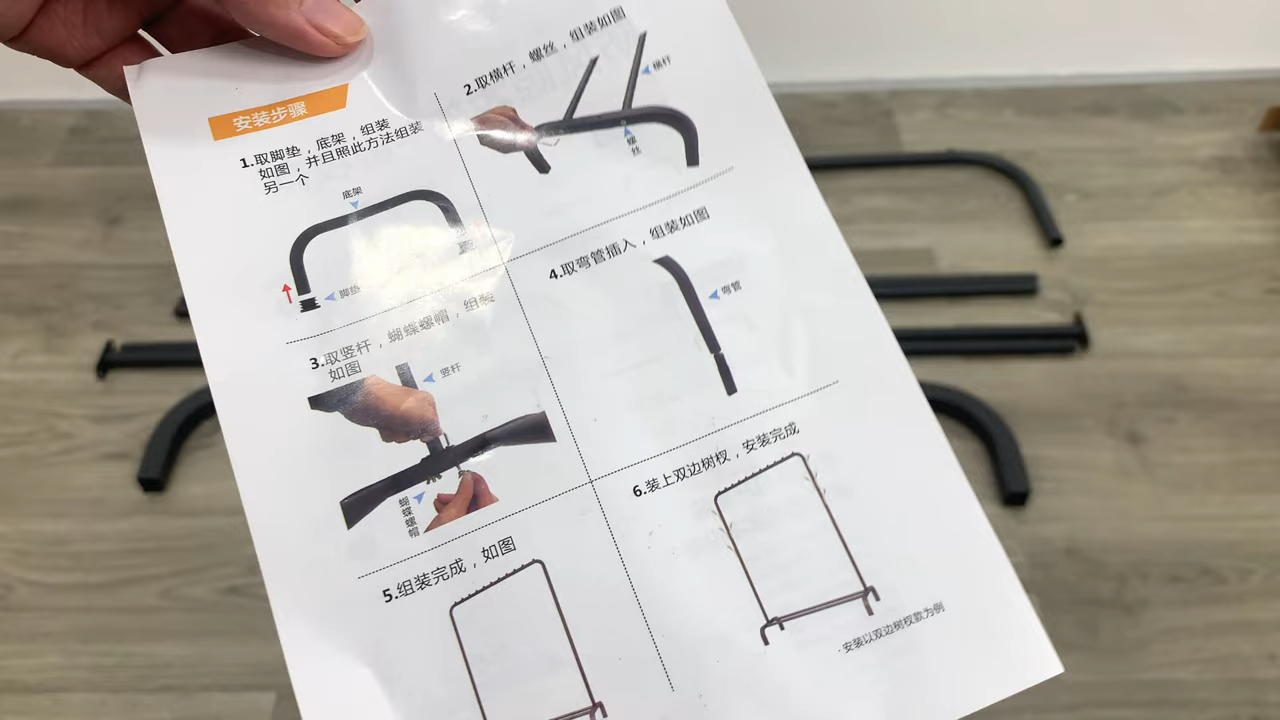 安装步骤
1.取脚垫，底架，组装
如图，并且照此方法组装
另一个
底架
脚垫
2.取横杆，螺丝，组装如图
横杆
螺丝
3.取竖杆，蝴蝶螺帽，组装
如图
竖杆
蝴蝶螺帽
4.取弯管插入，组装如图
弯管
5.组装完成，如图
6.装上双边树杈，安装完成
·安装以双边树杈款为例